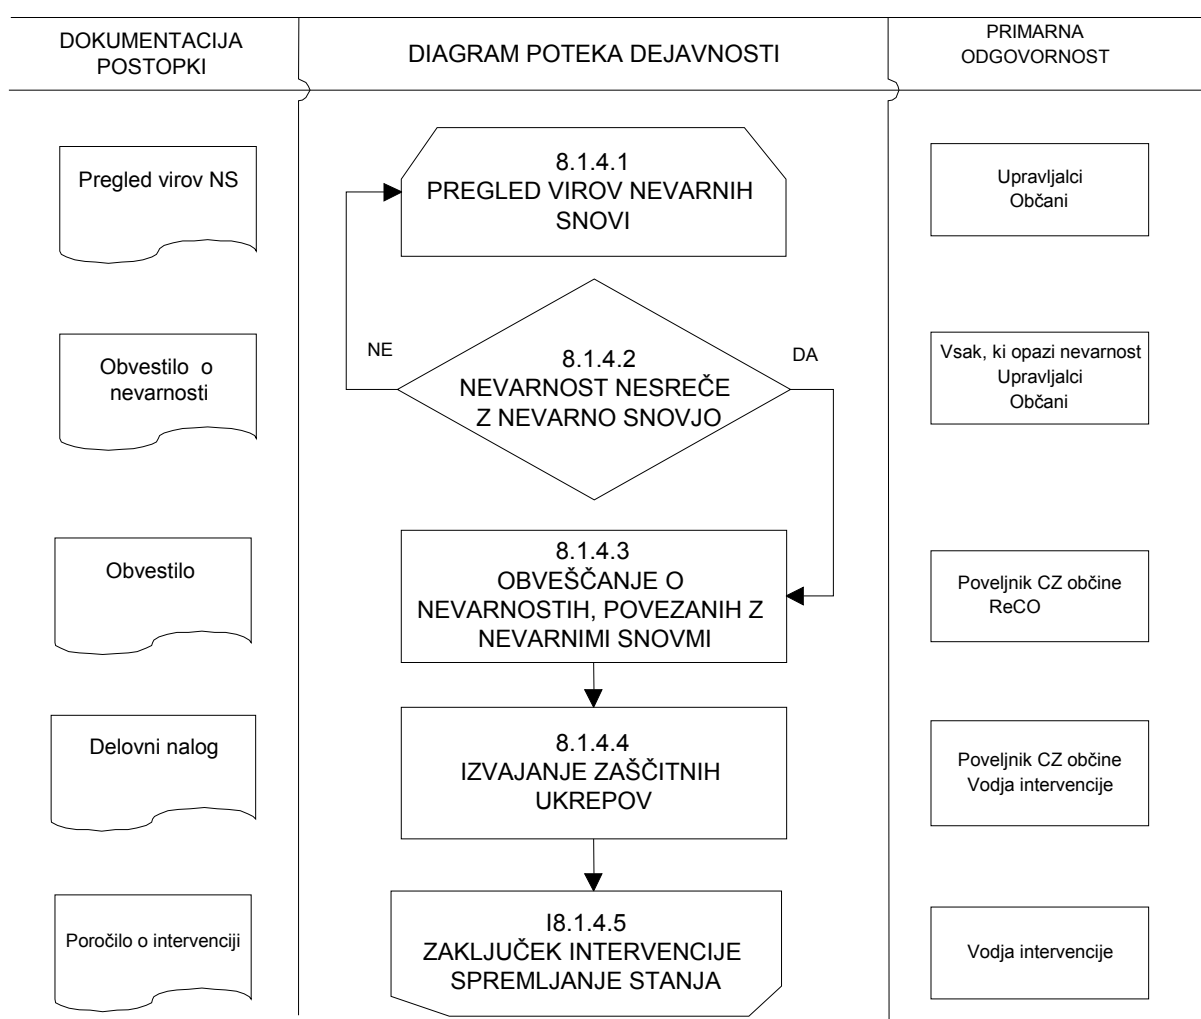 DOKUMENTACIJA
POSTOPKI
DIAGRAM POTEKA DEJAVNOSTI
PRIMARNA
ODGOVORNOST
Pregled virov NS
8.1.4.1
PREGLED VIROV NEVARNIH
SNOVI
Upravljalci
Občani
Obvestilo o
nevarnosti
NE
8.1.4.2
NEVARNOST NESREČE
Z NEVARNO SNOVJO
DA
Vsak, ki opazi nevarnost
Upravljalci
Občani
Obvestilo
8.1.4.3
OBVEŠČANJE O
NEVARNOSTIH, POVEZANIH Z
NEVARNIMI SNOVMI
Poveljnik CZ občine
ReCO
Delovni nalog
8.1.4.4
IZVAJANJE ZAŠČITNIH
UKREPOV
Poveljnik CZ občine
Vodja intervencije
Poročilo o intervenciji
I8.1.4.5
ZAKLJUČEK INTERVENCIJE
SPREMLJANJE STANJA
Vodja intervencije